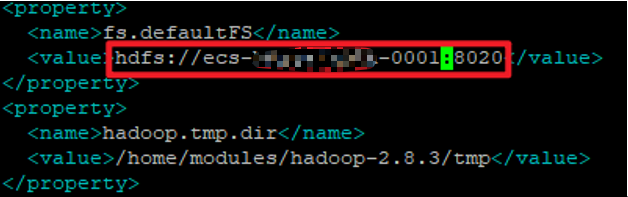 <property>
<name>fs.defaultFS</name>
<value>hdfs://ecs- -0001:8020</value>
</property>
<property>
<name>hadoop.tmp.dir</name>
<value>/home/modules/hadoop-2.8.3/tmp</value>
</property>